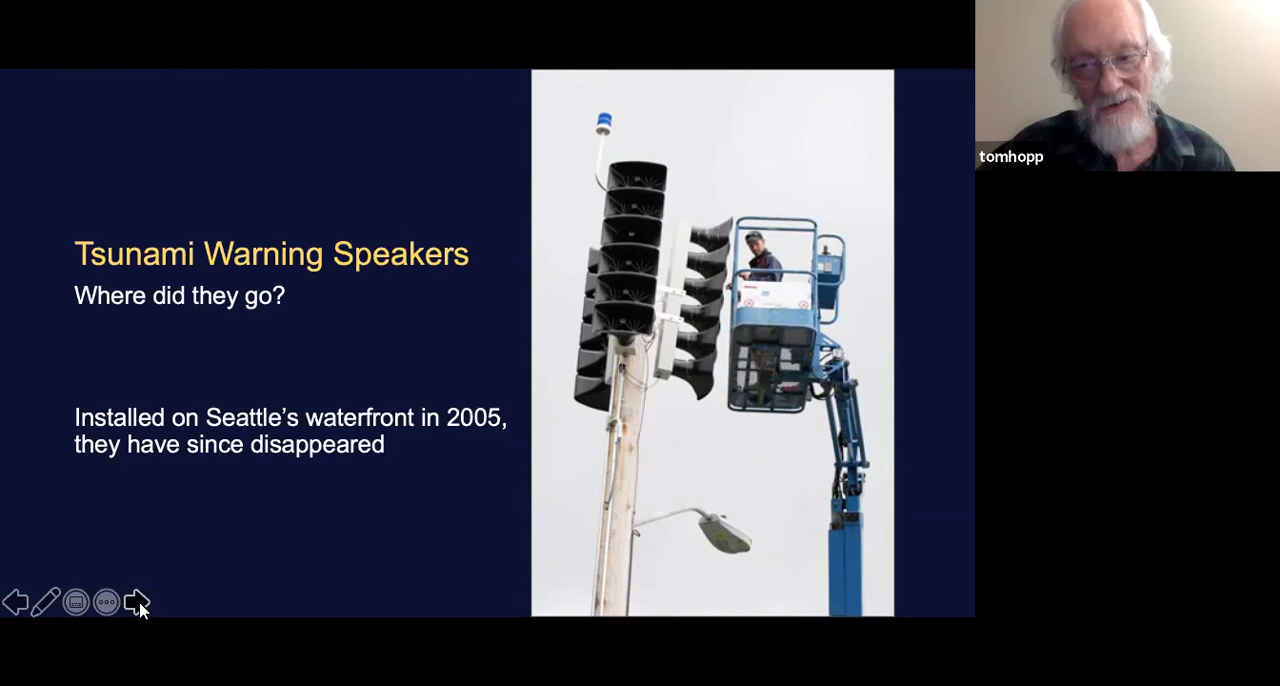 Tsunami Warning Speakers
Where did they go?
Installed on Seattle’s waterfront in 2005,
they have since disappeared
tomhopp